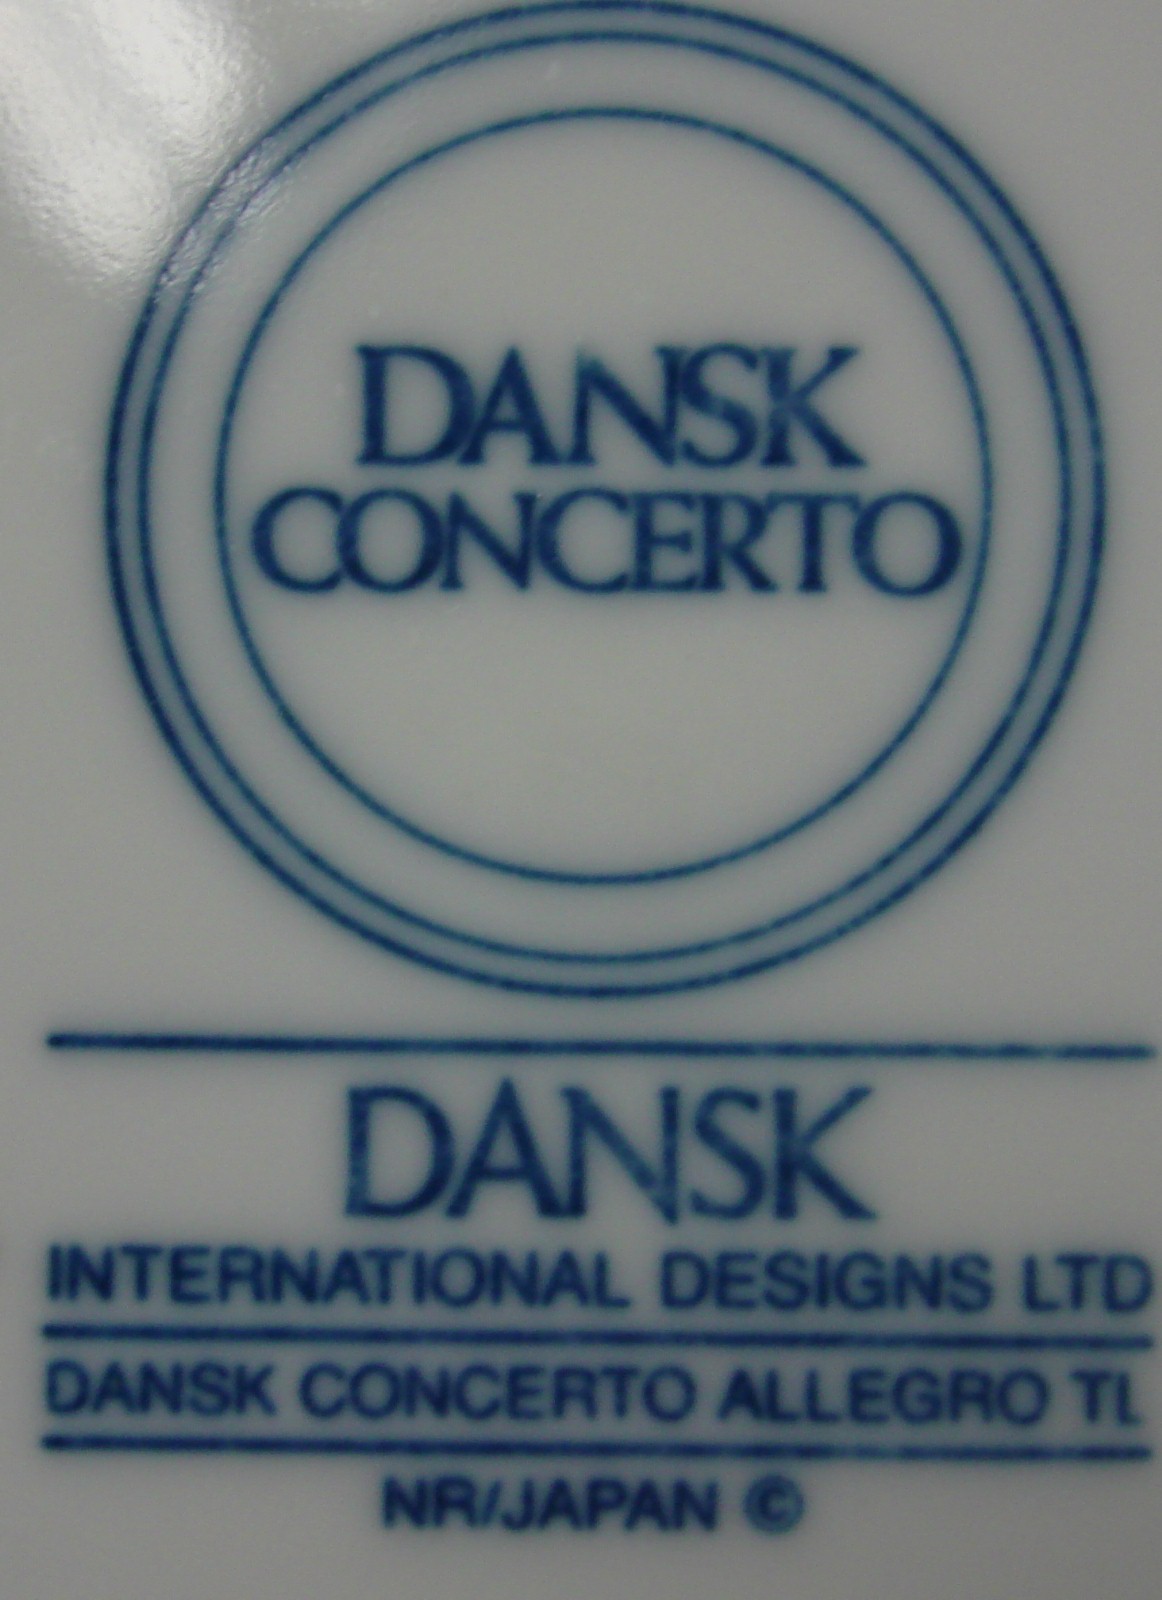 DANSK
CONCERTO
DANSK
INTERNATIONAL DESIGNS LTD
DANSK CONCERTO ALLEGRO TL
NR/JAPAN ©